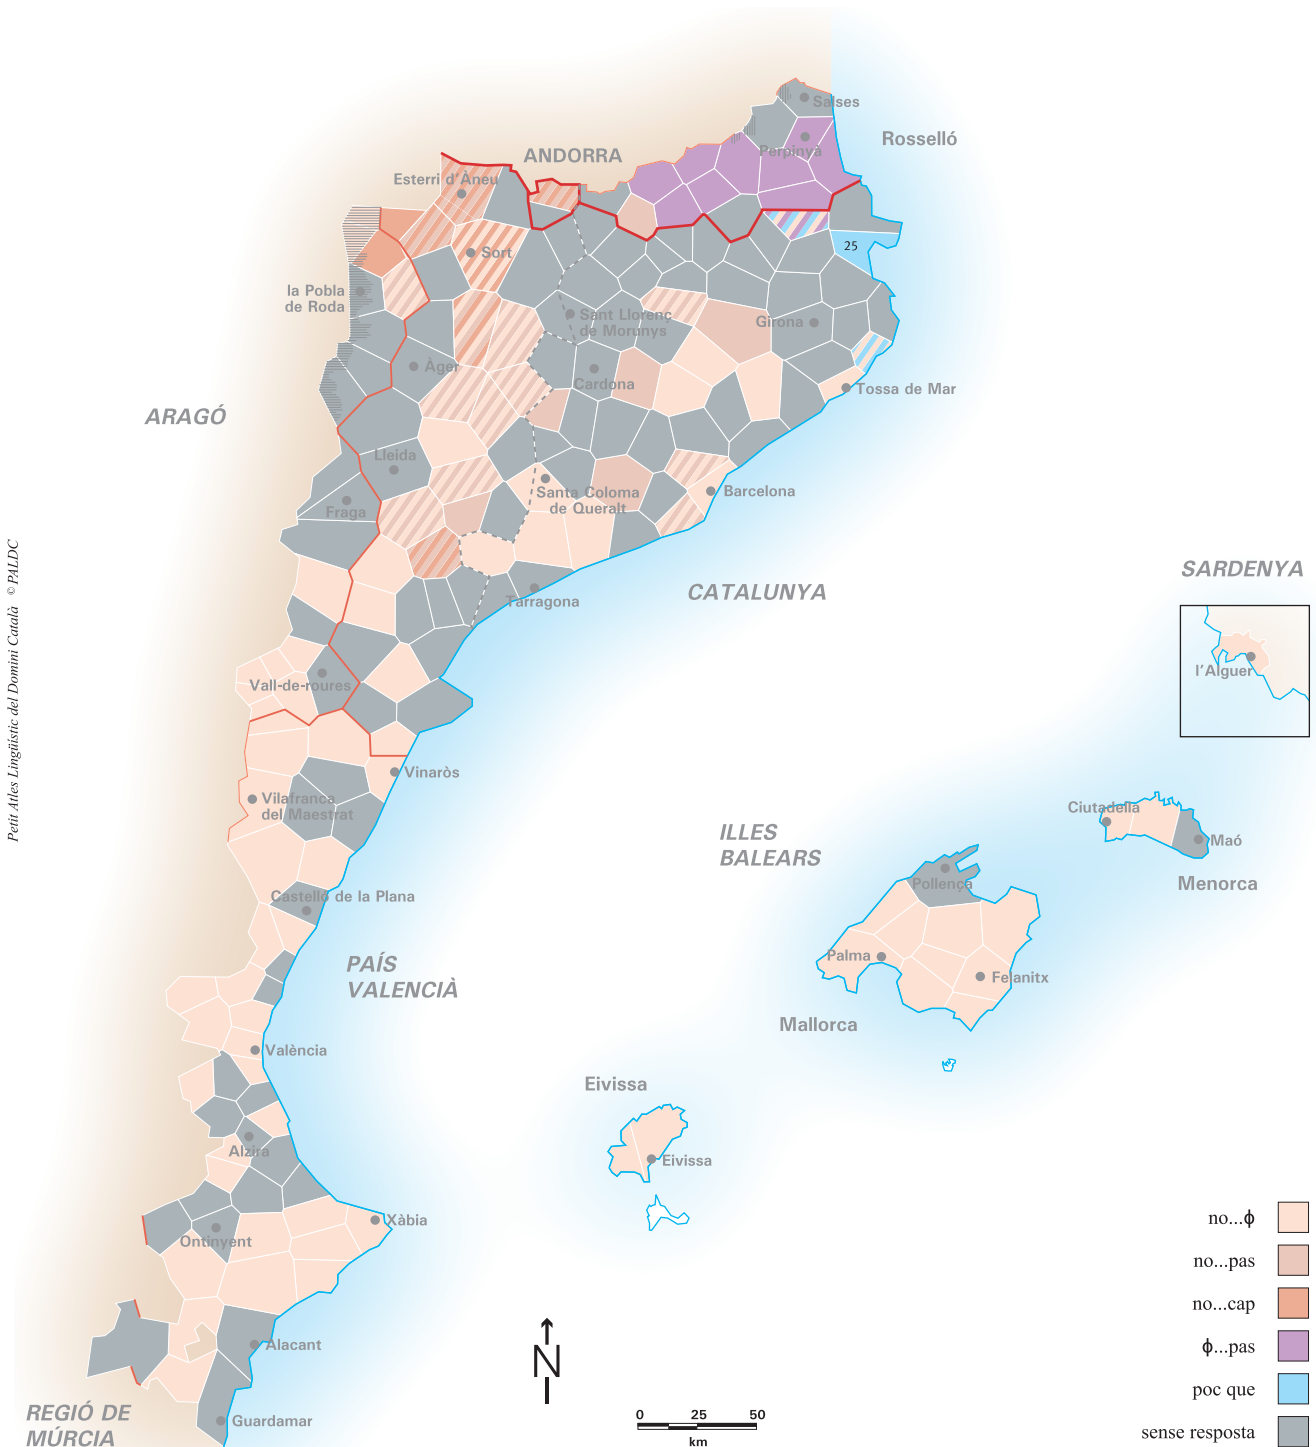 Salses
Rosselló
Perpinyà
ANDORRA
Esterri d'Àneu
25
Sort
la Pobla
de Roda
Sant Llorenç
de Morunys
Girona
Àger
Cardona
Tossa de Mar
ARAGÓ
Lleida
Santa Coloma
de Queralt
Barcelona
Fraga
Petit Atles Lingüístic del Domini Català © PALDC
SARDENYA
CATALUNYA
Tarragona
l'Alguer
Vall-de-roures
Vinaròs
Vilafranca
del Maestrat
Ciutadella
Maó
ILLES
BALEARS
Menorca
Pollença
Castelló de la Plana
Palma
Felanitx
PAÍS
VALENCIÀ
Mallorca
València
Eivissa
Alzira
Eivissa
Xàbia
Ontinyent
no...ɸ
no...pas
no...cap
ɸ...pas
poc que
sense resposta
Alacant
N
REGIÓ DE
MÚRCIA
Guardamar
0 25 50
km